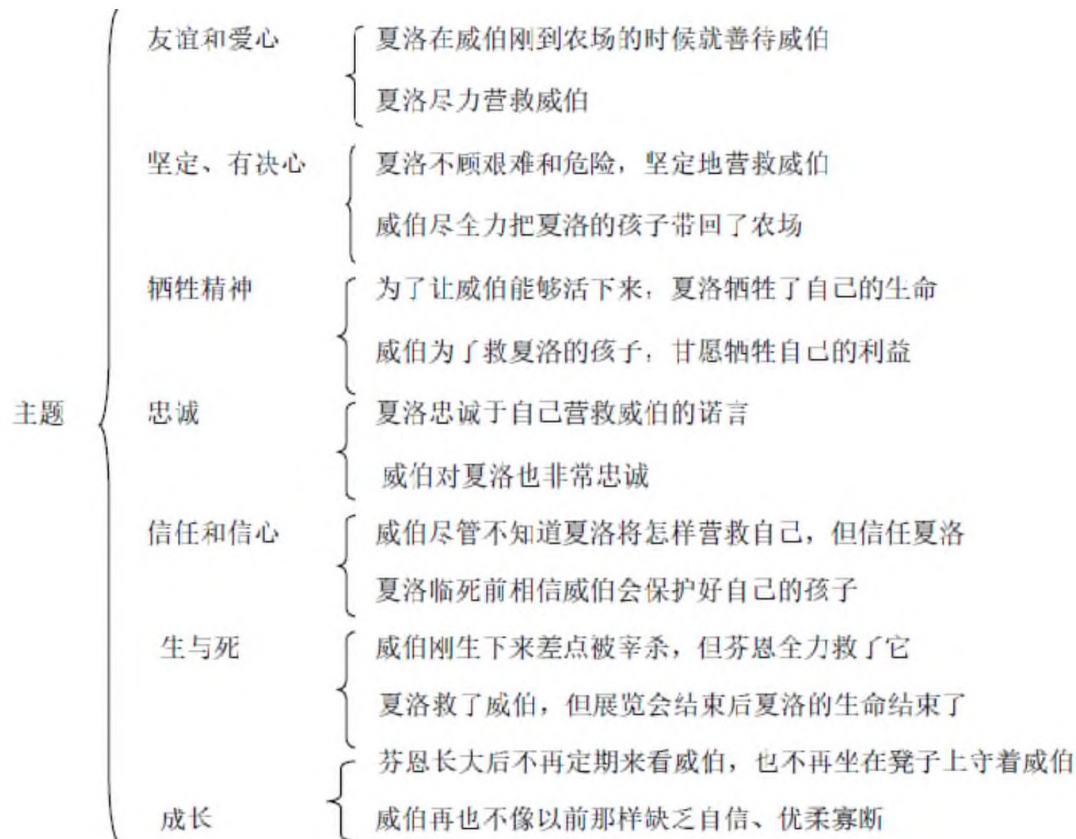 友谊和爱心
夏洛在威伯刚到农场的时候就善待威伯
夏洛尽力营救威伯
坚定、有决心
夏洛不顾艰难和危险，坚定地营救威伯
威伯尽全力把夏洛的孩子带回了农场
牺牲精神
为了让威伯能够活下来，夏洛牺牲了自己的生命
威伯为了救夏洛的孩子，甘愿牺牲自己的利益
主题
忠诚
夏洛忠诚于自己营救威伯的诺言
威伯对夏洛也非常忠诚
信任和信心
威伯尽管不知道夏洛将怎样营救自己，但信任夏洛
夏洛临死前相信威伯会保护好自己的孩子
生与死
威伯刚生下来差点被宰杀，但芬恩全力救了它
夏洛救了威伯，但展览会结束后夏洛的生命结束了
芬恩长大后不再定期来看威伯，也不再坐在凳子上守着威伯
成长
威伯再也不像以前那样缺乏自信、优柔寡断